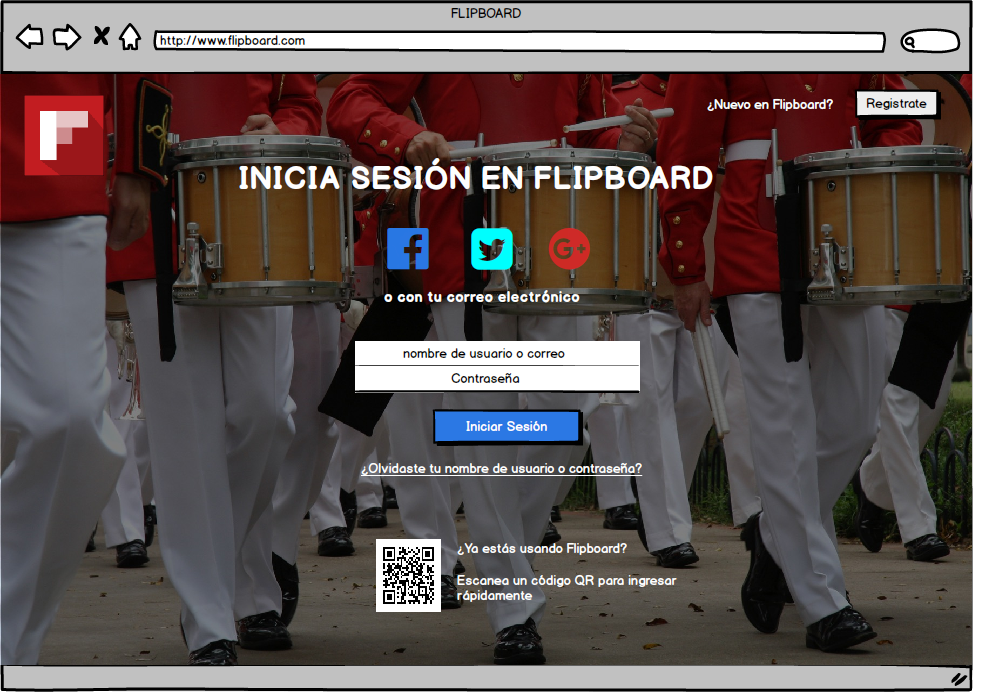 FLIPBOARD
http://www.flipboard.com
¿Nuevo en Flipboard?
Registrate
INICIA SESIÓN EN FLIPBOARD
o con tu correo electrónico
nombre de usuario o correo
Contraseña
Iniciar Sesión
¿Olvidaste tu nombre de usuario o contraseña?
¿Ya estás usando Flipboard?
Escanea un código QR para ingresar
rápidamente